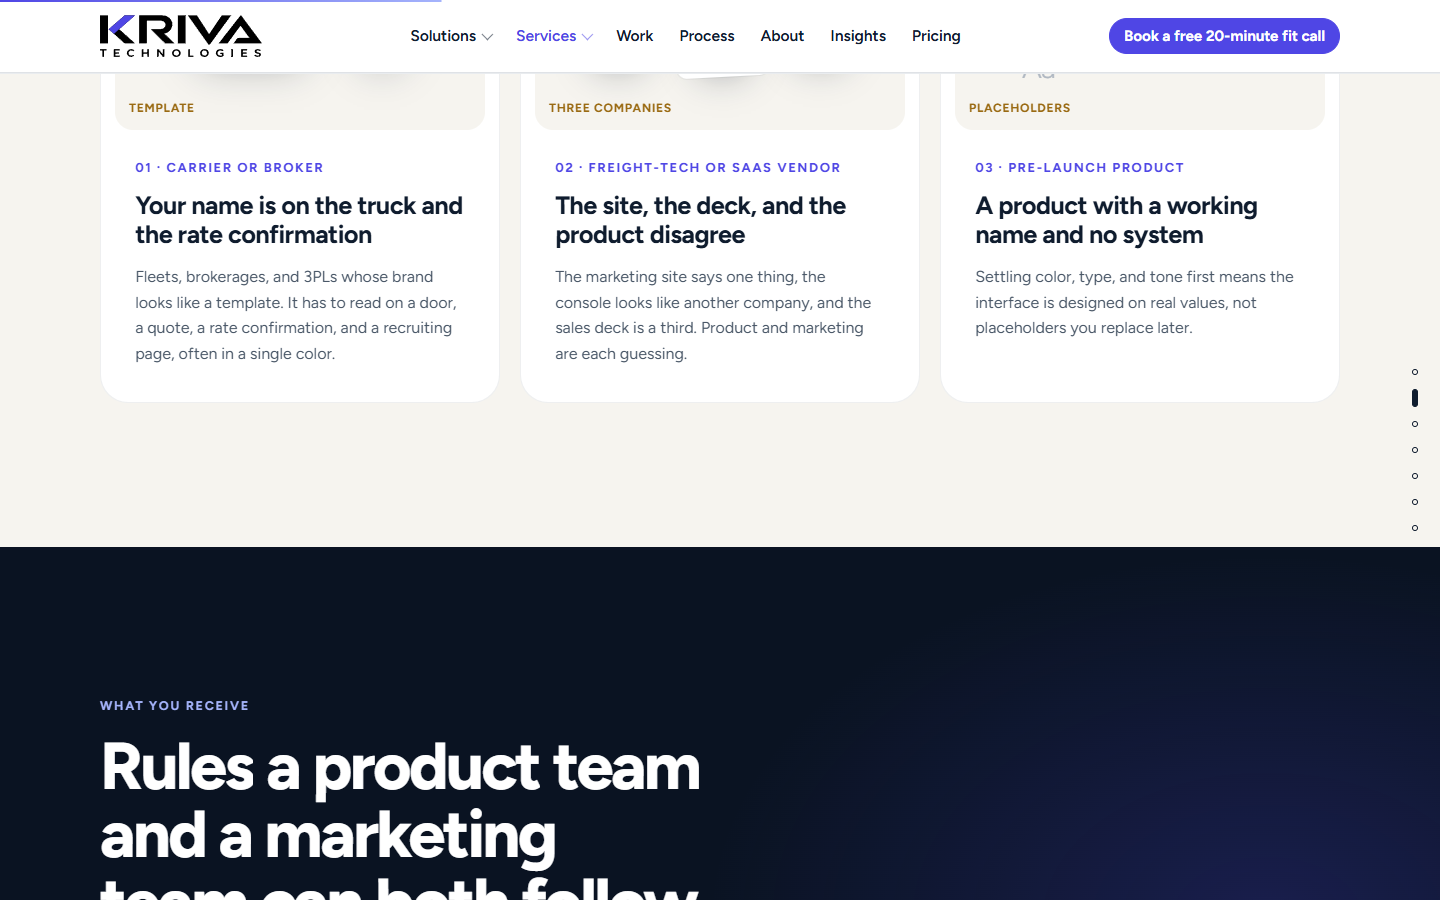 KRIVA
TECHNOLOGIES
Solutions
Services
Work
Process
About
Insights
Pricing
Book a free 20-minute fit call
TEMPLATE
01 · CARRIER OR BROKER
Your name is on the truck and
the rate confirmation
Fleets, brokerages, and 3PLs whose brand
looks like a template. It has to read on a door,
a quote, a rate confirmation, and a recruiting
page, often in a single color.
THREE COMPANIES
02 · FREIGHT-TECH OR SAAS VENDOR
The site, the deck, and the
product disagree
The marketing site says one thing, the
console looks like another company, and the
sales deck is a third. Product and marketing
are each guessing.
PLACEHOLDERS
03 · PRE-LAUNCH PRODUCT
A product with a working
name and no system
Settling color, type, and tone first means the
interface is designed on real values, not
placeholders you replace later.
WHAT YOU RECEIVE
Rules a product team
and a marketing
team can both follow